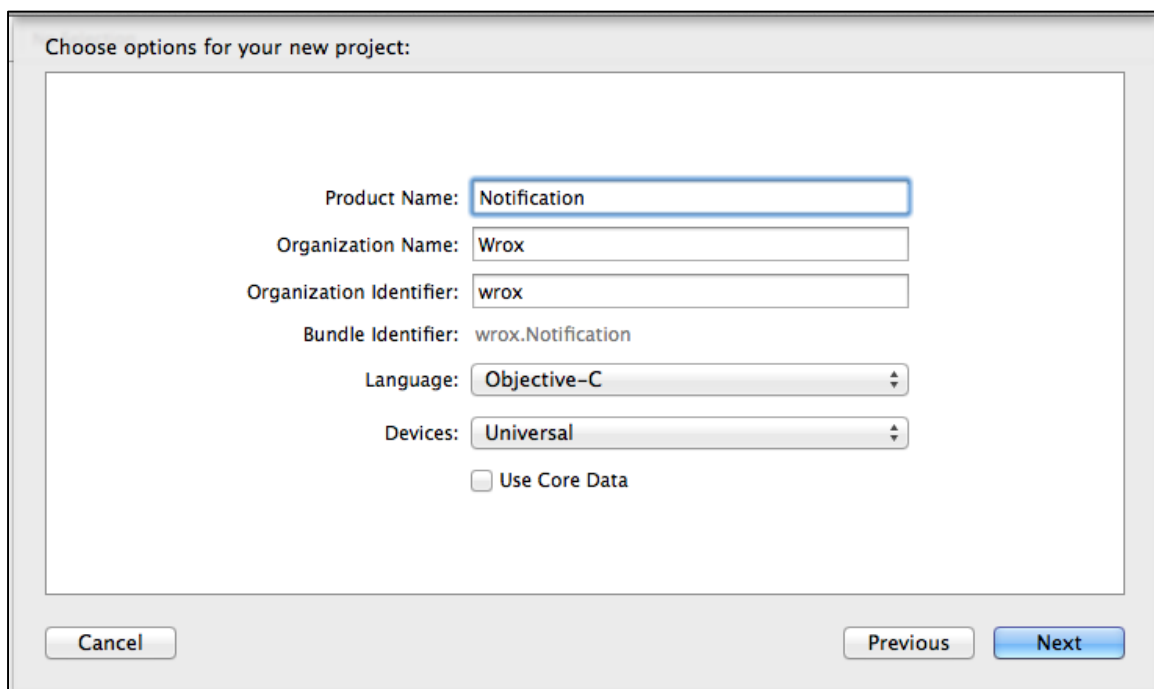 Choose options for your new project:
Product Name: Notification
Organization Name: Wrox
Organization Identifier: wrox
Bundle Identifier: wrox.Notification
Language: Objective-C
Devices: Universal
Use Core Data
Cancel Previous Next